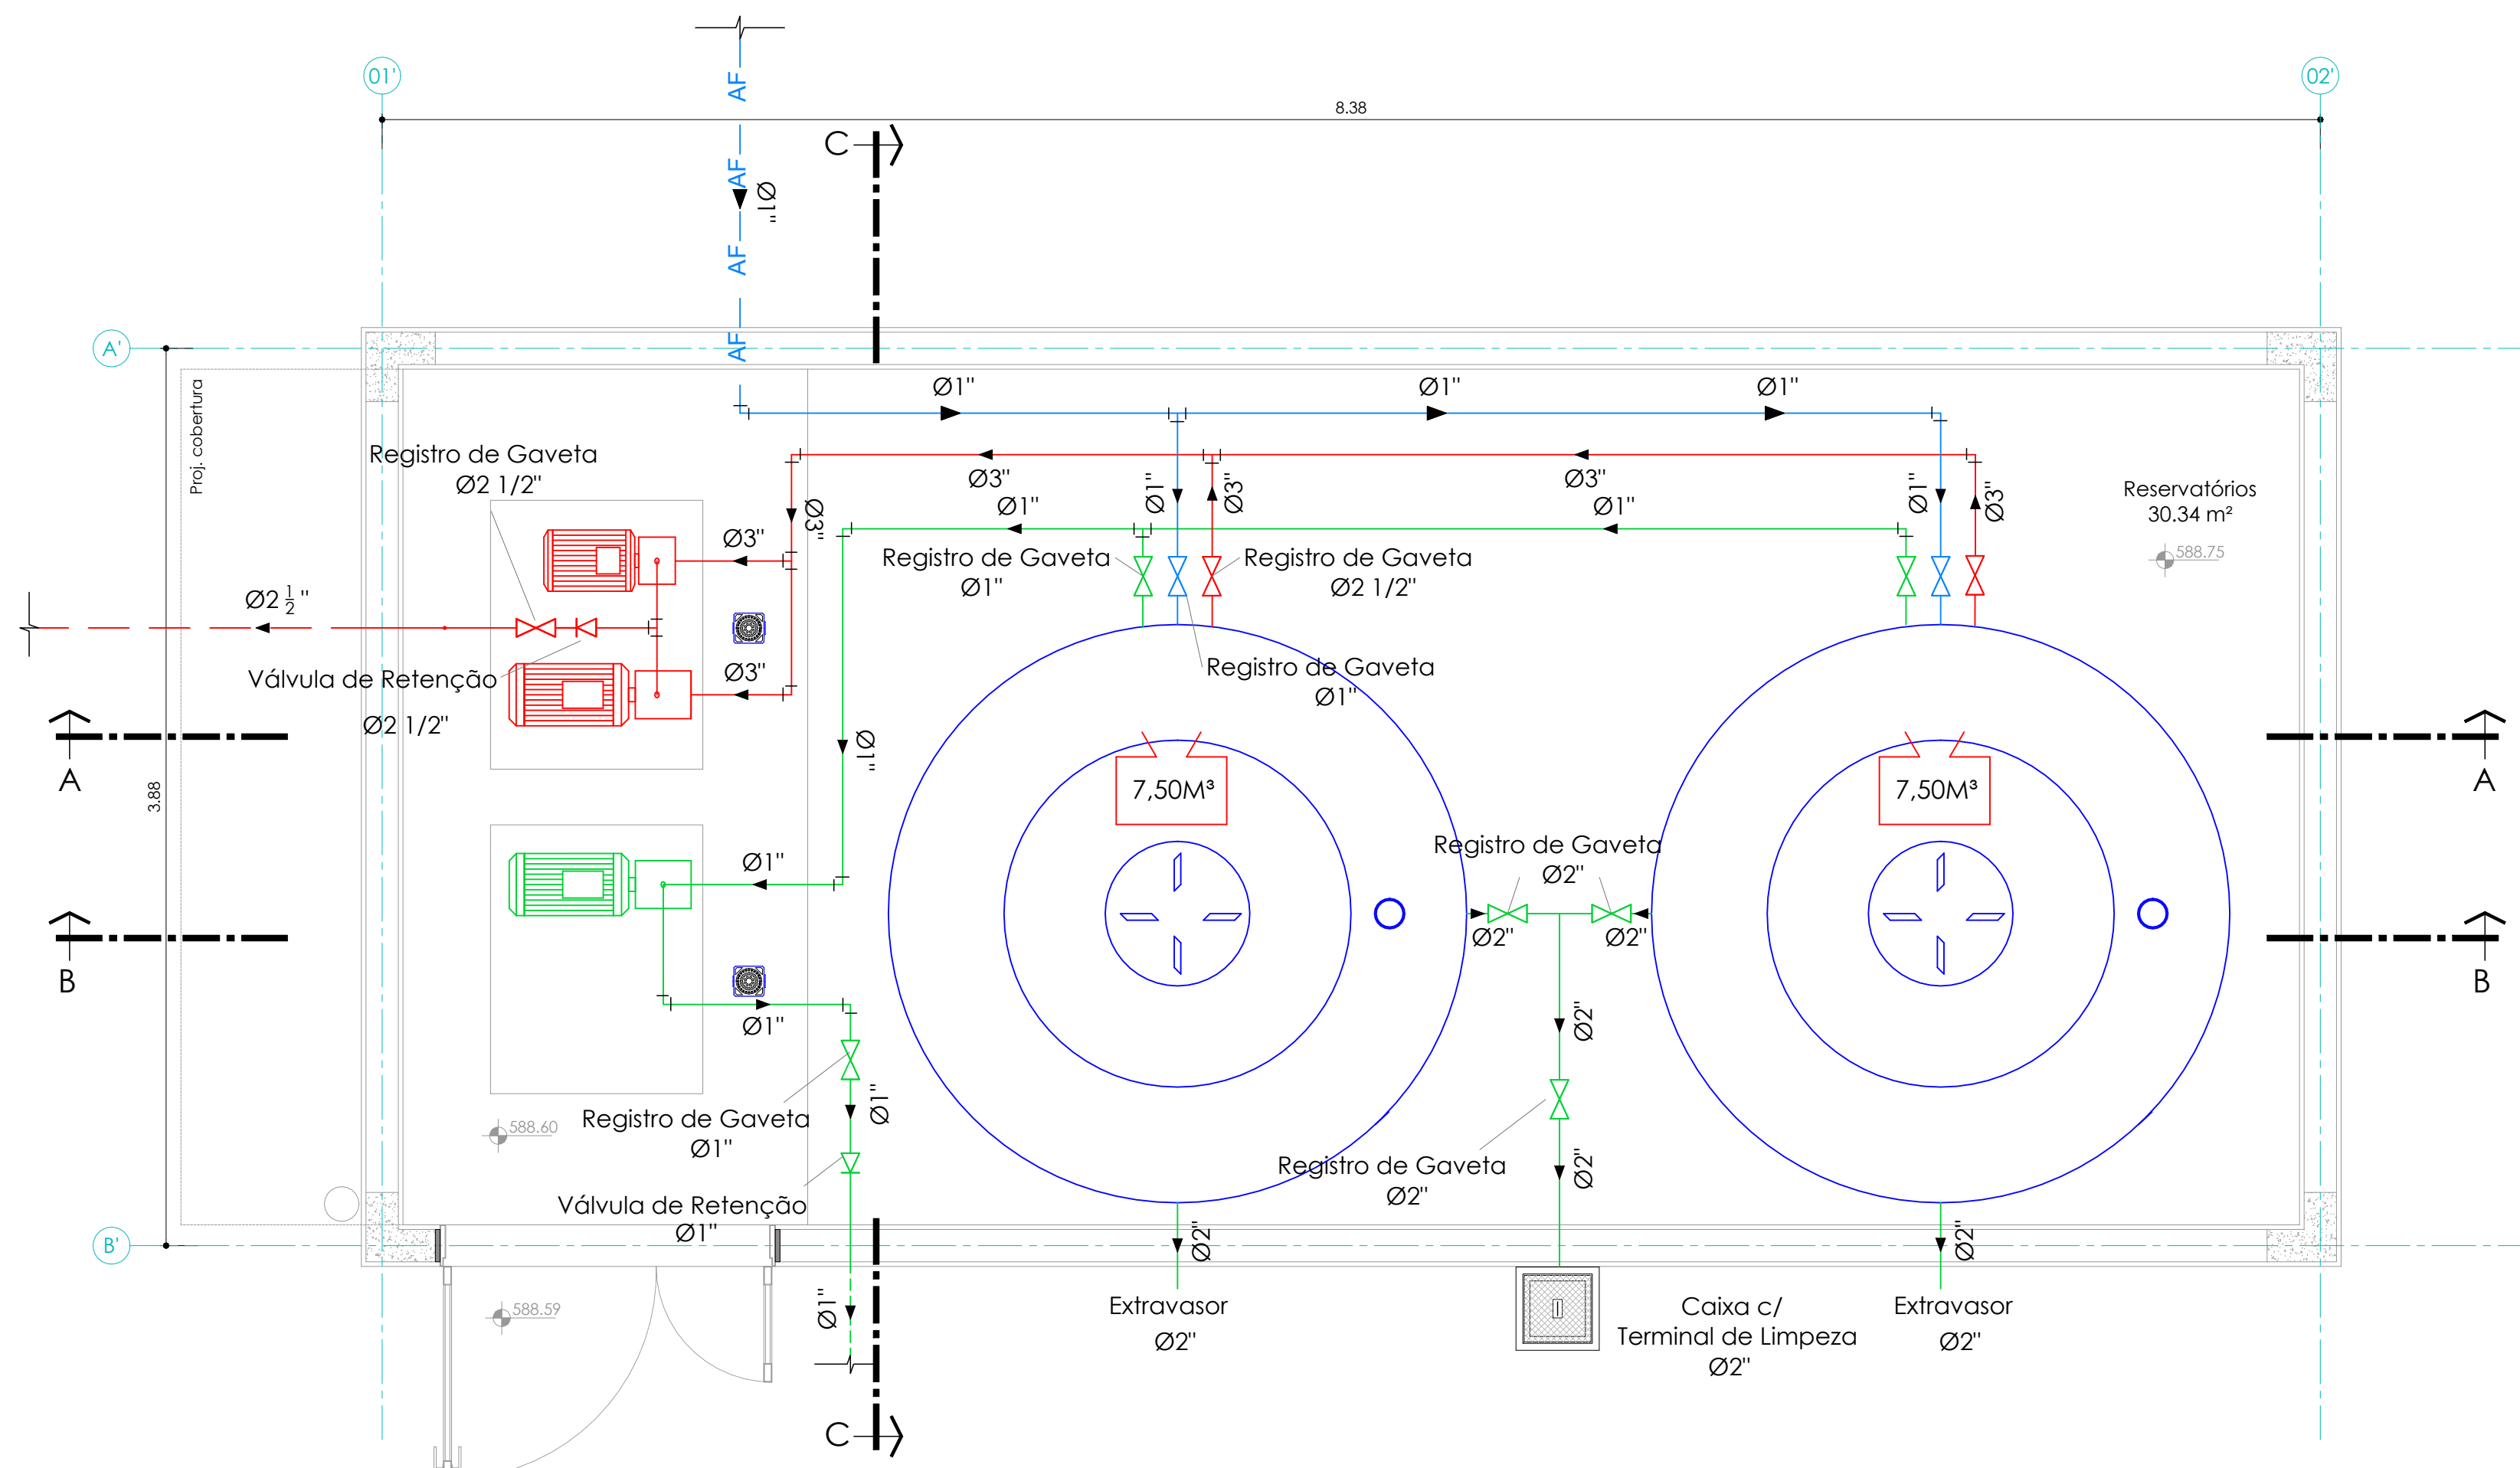 01'
02'
8.38
AF
AF
AF
AF
Ø1"
C
A'
Proj. cobertura
Registro de Gaveta
Ø2 1/2"
Ø1"
Ø1"
Ø1"
Ø3"
Ø3"
Ø1"
Ø1"
Ø3"
Ø1"
Ø3"
Ø1"
Ø3"
Reservatórios
30.34 m²
588.75
Ø3"
Registro de Gaveta
Ø1"
Registro de Gaveta
Ø2 1/2"
Ø2 1/2"
Válvula de Retenção
Ø2 1/2"
Ø3"
Registro de Gaveta
Ø1"
Ø1"
A
A
3.88
7,50M³
7,50M³
Ø1"
Registro de Gaveta
Ø2"
Ø2"
Ø2"
B
B
Ø1"
Ø2"
Ø1"
588.60
Registro de Gaveta
Ø1"
Registro de Gaveta
Ø2"
Ø2"
Válvula de Retenção
Ø1"
B'
Ø2"
Ø2"
588.59
Ø1"
Extravasor
Ø2"
Caixa c/
Terminal de Limpeza
Ø2"
Extravasor
Ø2"
C